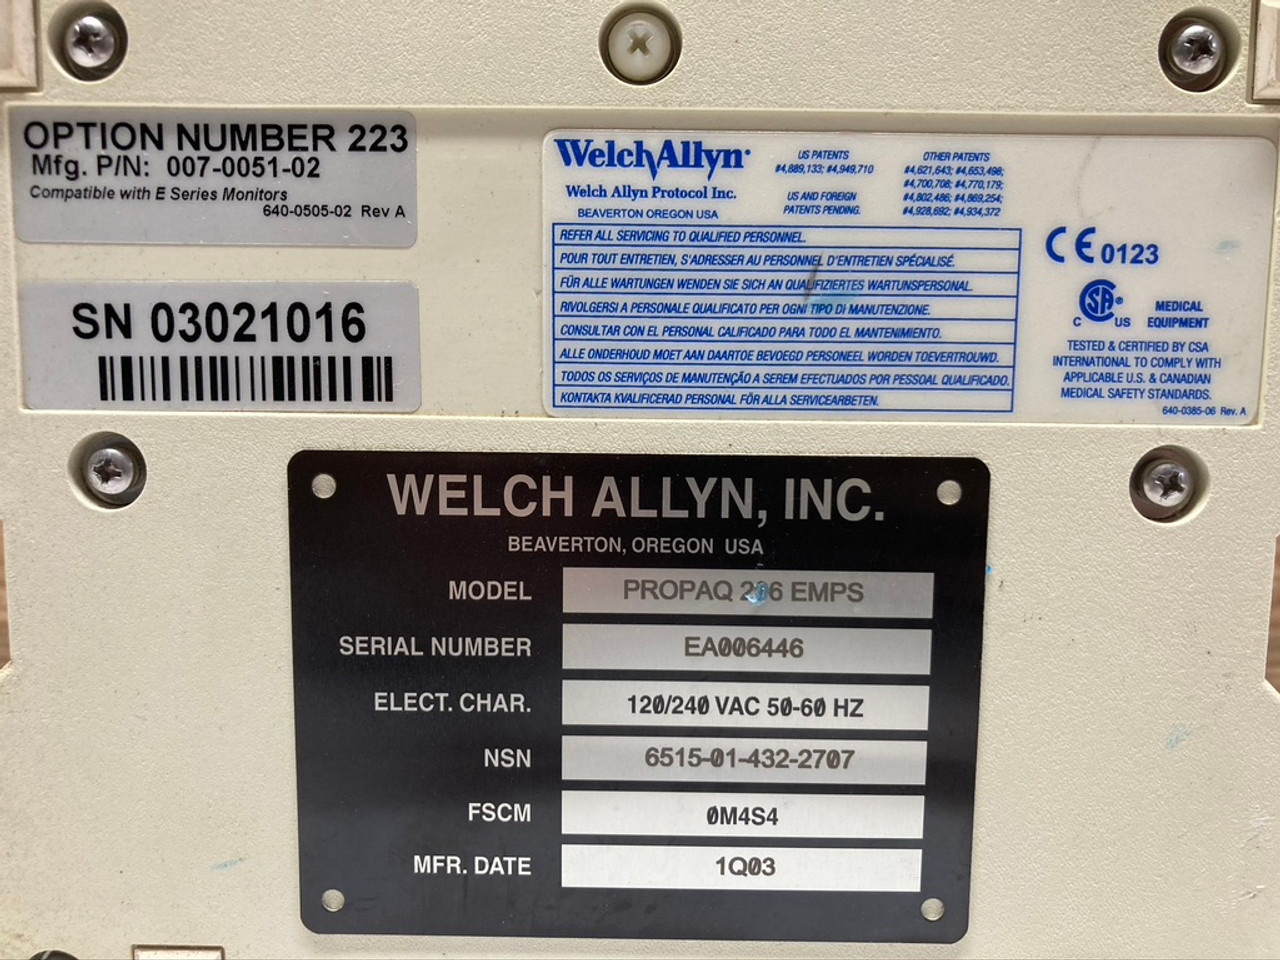 OPTION NUMBER 223
Mfg. P/N: 007-0051-02
Compatible with E Series Monitors
640-0505-02 Rev A
SN 03021016
WelchAllyn®
Welch Allyn Protocol Inc.
BEAVERTON OREGON USA
US PATENTS
#4,889,133; #4,949,710
US AND FOREIGN
PATENTS PENDING.
OTHER PATENTS
#4,621,643; #4,653,498;
#4,700,708; #4,770,179;
#4,802,486; #4,869,254;
#4,928,692; #4,934,372
REFER ALL SERVICING TO QUALIFIED PERSONNEL.
POUR TOUT ENTRETIEN, S'ADRESSER AU PERSONNEL D'ENTRETIEN SPÉCIALISÉ.
FÜR ALLE WARTUNGEN WENDEN SIE SICH AN QUALIFIZIERTES WARTUNSPERSONAL.
RIVOLGERSI A PERSONALE QUALIFICATO PER OGNI TIPO DI MANUTENZIONE.
CONSULTAR CON EL PERSONAL CALIFICADO PARA TODO EL MANTENIMIENTO.
ALLE ONDERHOUD MOET AAN DAARTOE BEVOEGD PERSONEEL WORDEN TOEVERTROUWD.
TODOS OS SERVIÇOS DE MANUTENÇÃO A SEREM EFECTUADOS POR PESSOAL QUALIFICADO.
KONTAKTA KVALIFICERAD PERSONAL FÖR ALLA SERVICEARBETEN.
CE 0123
CSA®
C US
MEDICAL
EQUIPMENT
TESTED & CERTIFIED BY CSA
INTERNATIONAL TO COMPLY WITH
APPLICABLE U.S. & CANADIAN
MEDICAL SAFETY STANDARDS.
640-0385-06 Rev. A
WELCH ALLYN, INC.
BEAVERTON, OREGON USA
MODEL PROPAQ 206 EMPS
SERIAL NUMBER EA006446
ELECT. CHAR. 120/240 VAC 50-60 HZ
NSN 6515-01-432-2707
FSCM 0M4S4
MFR. DATE 1Q03